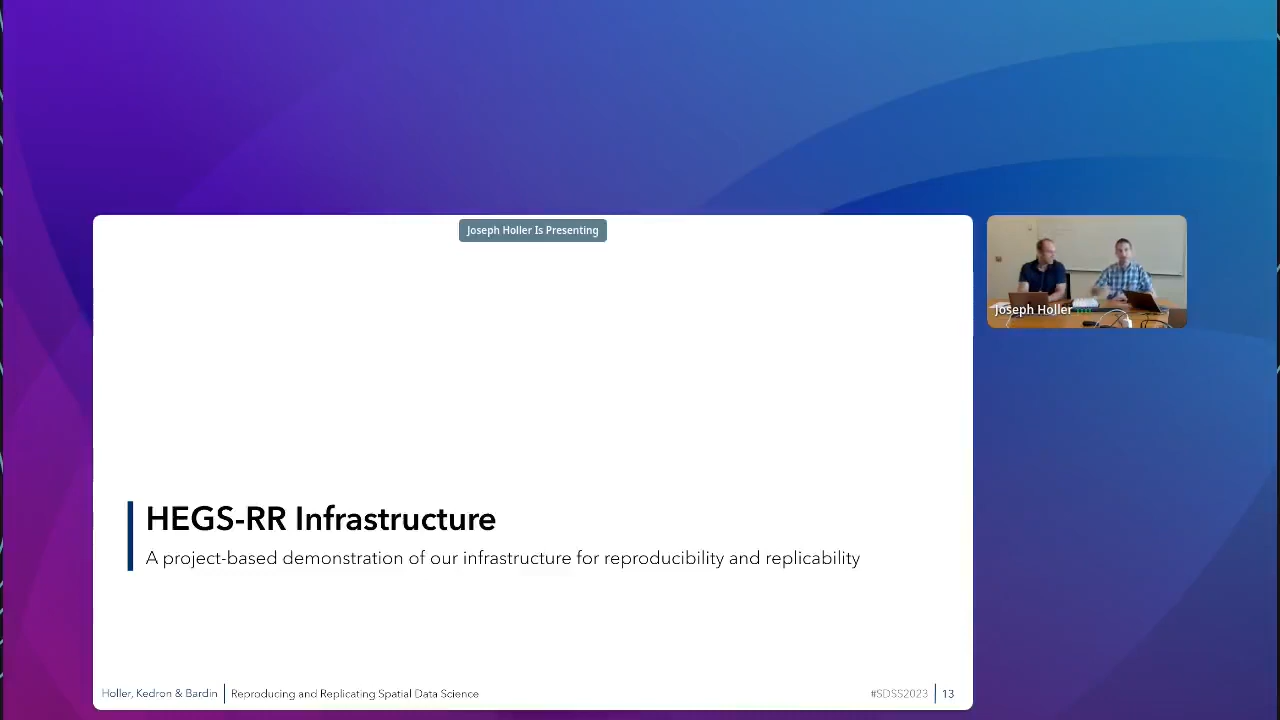 Joseph Holler Is Presenting
Joseph Holler
HEGS-RR Infrastructure
A project-based demonstration of our infrastructure for reproducibility and replicability
Holler, Kedron & Bardin | Reproducing and Replicating Spatial Data Science
#SDSS2023 | 13